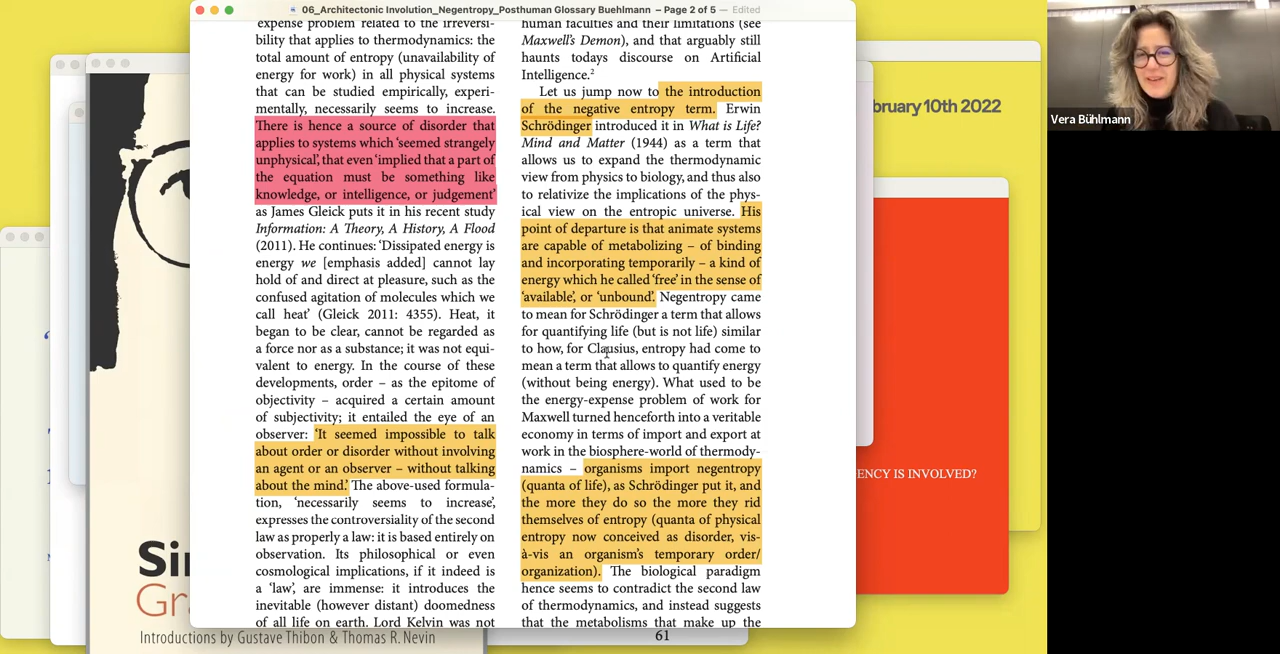 06_Architectonic Involution_Negentropy_Posthuman Glossary Buehlmann – Page 2 of 5 — Edited
expense problem related to the irreversi-
bility that applies to thermodynamics: the
total amount of entropy (unavailability of
energy for work) in all physical systems
that can be studied empirically, experi-
mentally, necessarily seems to increase.
There is hence a source of disorder that
applies to systems which ‘seemed strangely
unphysical’, that even ‘implied that a part of
the equation must be something like
knowledge, or intelligence, or judgement’
as James Gleick puts it in his recent study
Information: A Theory, A History, A Flood
(2011). He continues: ‘Dissipated energy is
energy we [emphasis added] cannot lay
hold of and direct at pleasure, such as the
confused agitation of molecules which we
call heat’ (Gleick 2011: 4355). Heat, it
began to be clear, cannot be regarded as
a force nor as a substance; it was not equi-
valent to energy. In the course of these
developments, order – as the epitome of
objectivity – acquired a certain amount
of subjectivity; it entailed the eye of an
observer: ‘It seemed impossible to talk
about order or disorder without involving
an agent or an observer – without talking
about the mind.’ The above-used formula-
tion, ‘necessarily seems to increase’,
expresses the controversiality of the second
law as properly a law: it is based entirely on
observation. Its philosophical or even
cosmological implications, if it indeed is
a ‘law’, are immense: it introduces the
inevitable (however distant) doomedness
of all life on earth. Lord Kelvin was not
human faculties and their limitations (see
Maxwell’s Demon), and that arguably still
haunts todays discourse on Artificial
Intelligence.2
Let us jump now to the introduction
of the negative entropy term. Erwin
Schrödinger introduced it in What is Life?
Mind and Matter (1944) as a term that
allows us to expand the thermodynamic
view from physics to biology, and thus also
to relativize the implications of the phys-
ical view on the entropic universe. His
point of departure is that animate systems
are capable of metabolizing – of binding
and incorporating temporarily – a kind of
energy which he called ‘free’ in the sense of
‘available’, or ‘unbound’. Negentropy came
to mean for Schrödinger a term that allows
for quantifying life (but is not life) similar
to how, for Clausius, entropy had come to
mean a term that allows to quantify energy
(without being energy). What used to be
the energy-expense problem of work for
Maxwell turned henceforth into a veritable
economy in terms of import and export at
work in the biosphere-world of thermody-
namics – organisms import negentropy
(quanta of life), as Schrödinger put it, and
the more they do so the more they rid
themselves of entropy (quanta of physical
entropy now conceived as disorder, vis-
à-vis an organism’s temporary order/
organization). The biological paradigm
hence seems to contradict the second law
of thermodynamics, and instead suggests
that the metabolisms that make up the
bruary 10th 2022
ENCY IS INVOLVED?
Vera Bühlmann
Introductions by Gustave Thibon & Thomas R. Nevin
61